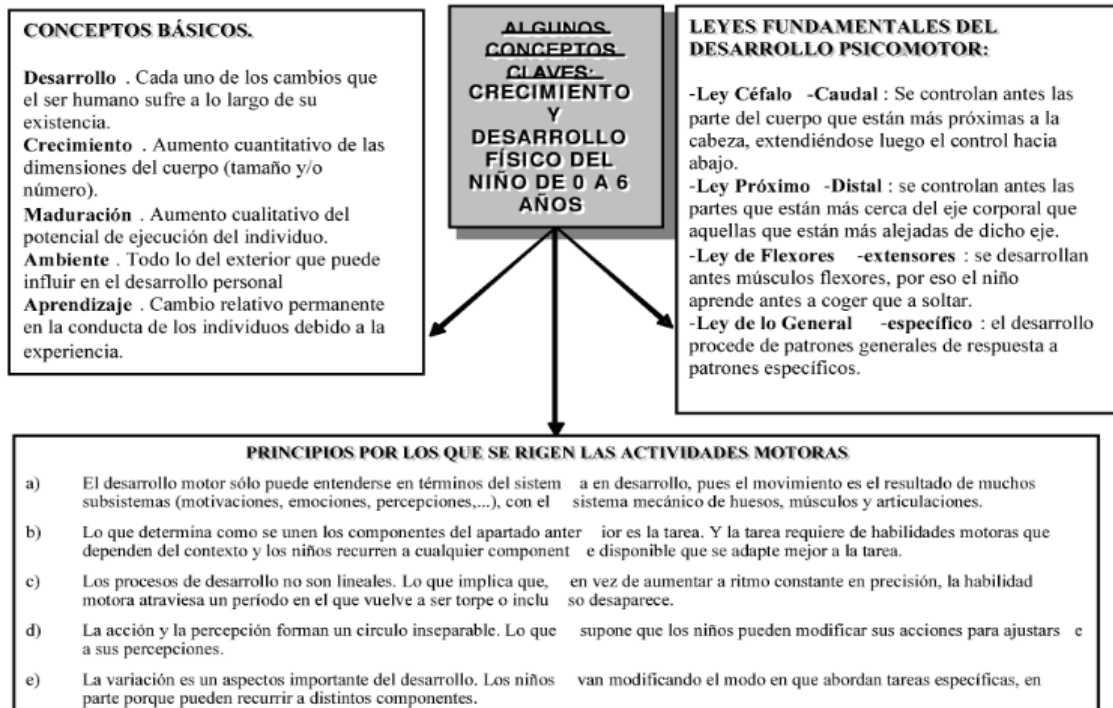 CONCEPTOS BÁSICOS.
Desarrollo . Cada uno de los cambios que
el ser humano sufre a lo largo de su
existencia.
Crecimiento . Aumento cuantitativo de las
dimensiones del cuerpo (tamaño y/o
número).
Maduración . Aumento cualitativo del
potencial de ejecución del individuo.
Ambiente . Todo lo del exterior que puede
influir en el desarrollo personal
Aprendizaje . Cambio relativo permanente
en la conducta de los individuos debido a la
experiencia.
ALGUNOS
CONCEPTOS
CLAVES:
CRECIMIENTO
Y
DESARROLLO
FÍSICO DEL
NIÑO DE 0 A 6
AÑOS
LEYES FUNDAMENTALES DEL
DESARROLLO PSICOMOTOR:
-Ley Céfalo -Caudal : Se controlan antes las
parte del cuerpo que están más próximas a la
cabeza, extendiéndose luego el control hacia
abajo.
-Ley Próximo -Distal : se controlan antes las
partes que están más cerca del eje corporal que
aquellas que están más alejadas de dicho eje.
-Ley de Flexores -extensores : se desarrollan
antes músculos flexores, por eso el niño
aprende antes a coger que a soltar.
-Ley de lo General -específico : el desarrollo
procede de patrones generales de respuesta a
patrones específicos.
PRINCIPIOS POR LOS QUE SE RIGEN LAS ACTIVIDADES MOTORAS
a) El desarrollo motor sólo puede entenderse en términos del sistem a en desarrollo, pues el movimiento es el resultado de muchos
subsistemas (motivaciones, emociones, percepciones,...), con el sistema mecánico de huesos, músculos y articulaciones.
b) Lo que determina como se unen los componentes del apartado anter ior es la tarea. Y la tarea requiere de habilidades motoras que
dependen del contexto y los niños recurren a cualquier component e disponible que se adapte mejor a la tarea.
c) Los procesos de desarrollo no son lineales. Lo que implica que, en vez de aumentar a ritmo constante en precisión, la habilidad
motora atraviesa un período en el que vuelve a ser torpe o inclu so desaparece.
d) La acción y la percepción forman un circulo inseparable. Lo que supone que los niños pueden modificar sus acciones para ajustars e
a sus percepciones.
e) La variación es un aspectos importante del desarrollo. Los niños van modificando el modo en que abordan tareas específicas, en
parte porque pueden recurrir a distintos componentes.